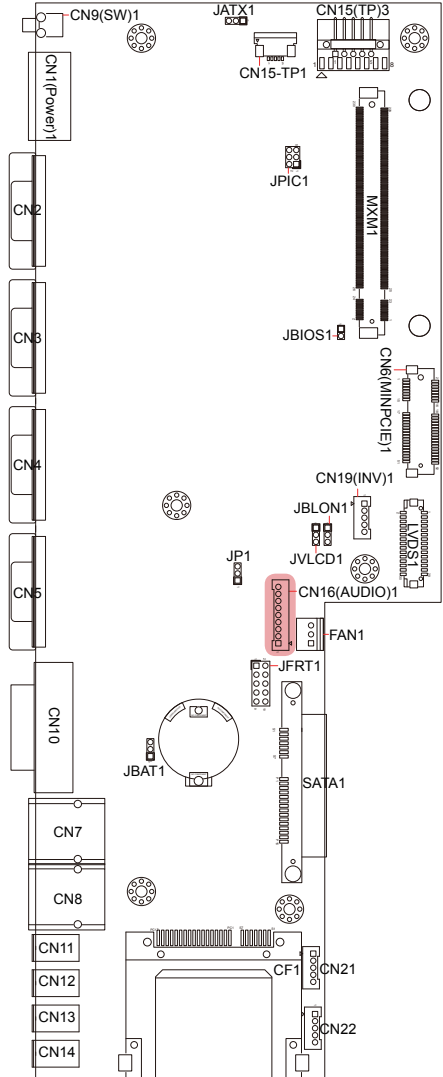 CN9(SW)1
JATX1
CN15(TP)3
CN15-TP1
CN1(Power)1
JPIC1
MXM1
CN2
CN3
JBIOS1
CN6(MINPCIE)1
CN4
CN19(INV)1
JBLON1
LVDS1
JVLCD1
JP1
CN5
CN16(AUDIO)1
FAN1
JFRT1
CN10
JBAT1
SATA1
CN7
CN8
CN11
CF1
CN21
CN12
CN13
CN22
CN14